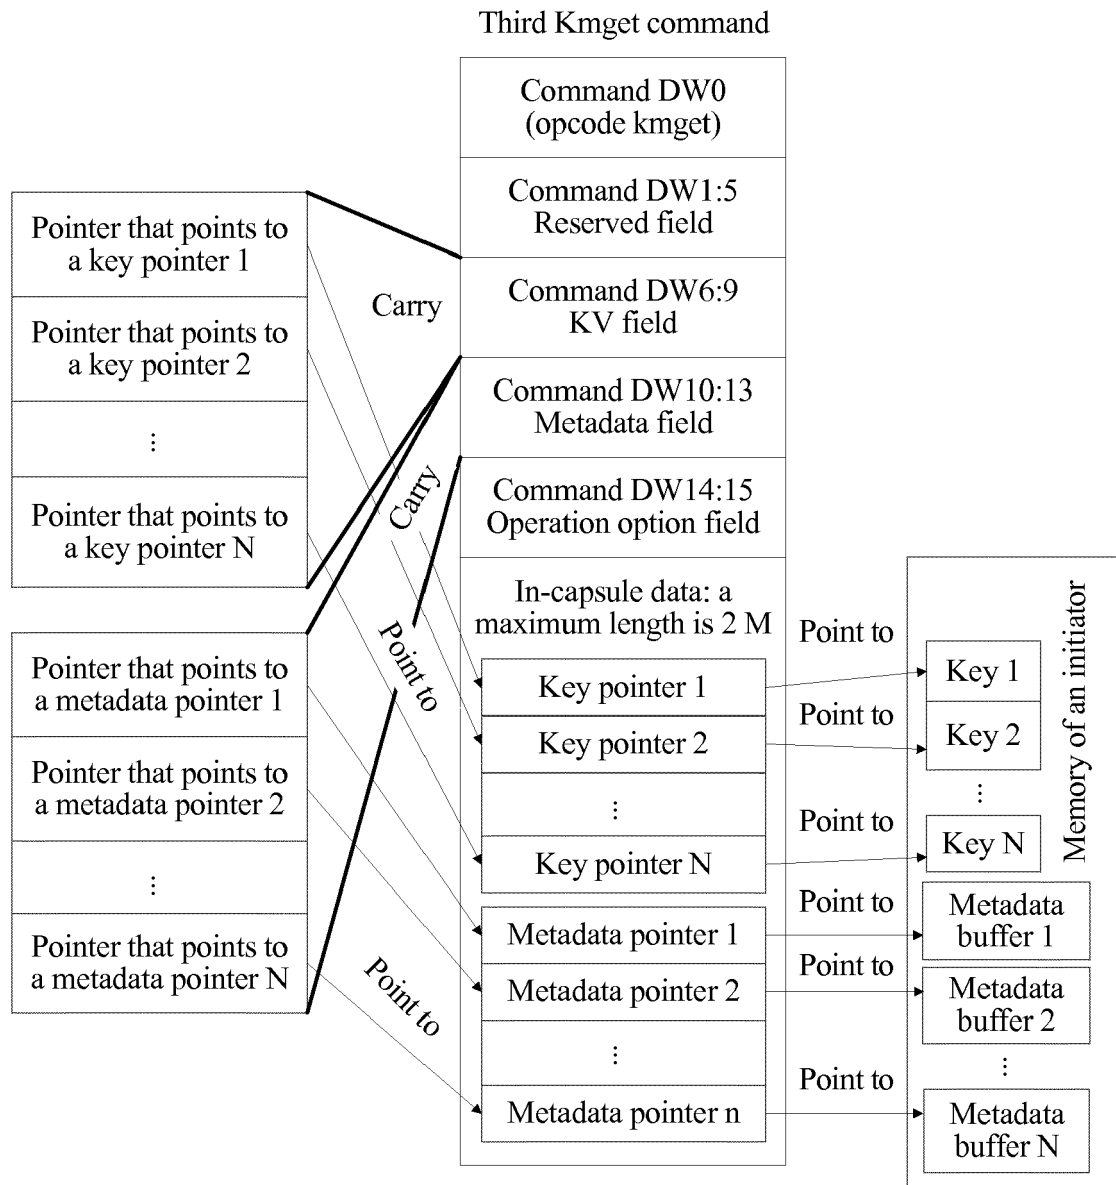 Third Kmget command
Command DW0
(opcode kmget)
Command DW1:5
Reserved field
Command DW6:9
KV field
Command DW10:13
Metadata field
Command DW14:15
Operation option field
In-capsule data: a
maximum length is 2 M
Key pointer 1
Key pointer 2
⋮
Key pointer N
Metadata pointer 1
Metadata pointer 2
⋮
Metadata pointer n
Pointer that points to
a key pointer 1
Pointer that points to
a key pointer 2
⋮
Pointer that points to
a key pointer N
Pointer that points to
a metadata pointer 1
Pointer that points to
a metadata pointer 2
⋮
Pointer that points to
a metadata pointer N
Carry
Carry
Point to
Point to
Point to
Point to
Point to
Point to
Point to
Point to
Key 1
Key 2
⋮
Key N
Metadata
buffer 1
Metadata
buffer 2
⋮
Metadata
buffer N
Memory of an initiator